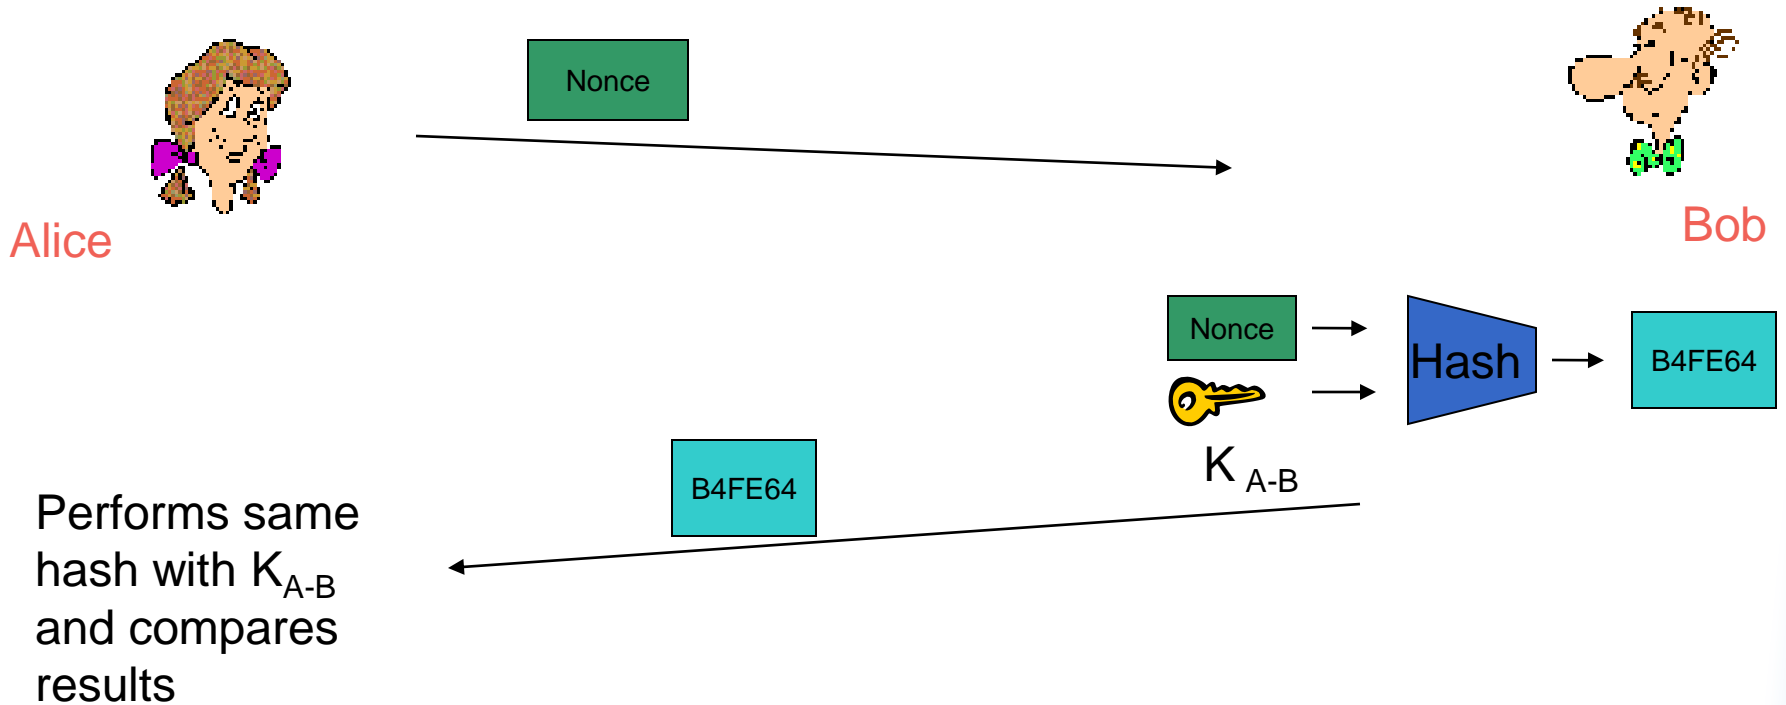 Nonce
Alice
Bob
Nonce
Hash
B4FE64
K A-B
B4FE64
Performs same
hash with KA-B
and compares
results